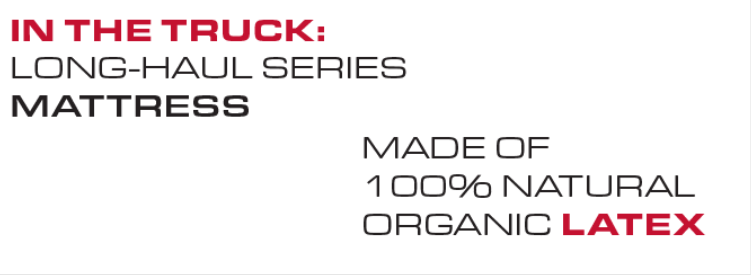 IN THE TRUCK:
LONG-HAUL SERIES
MATTRESS
MADE OF
100% NATURAL
ORGANIC LATEX